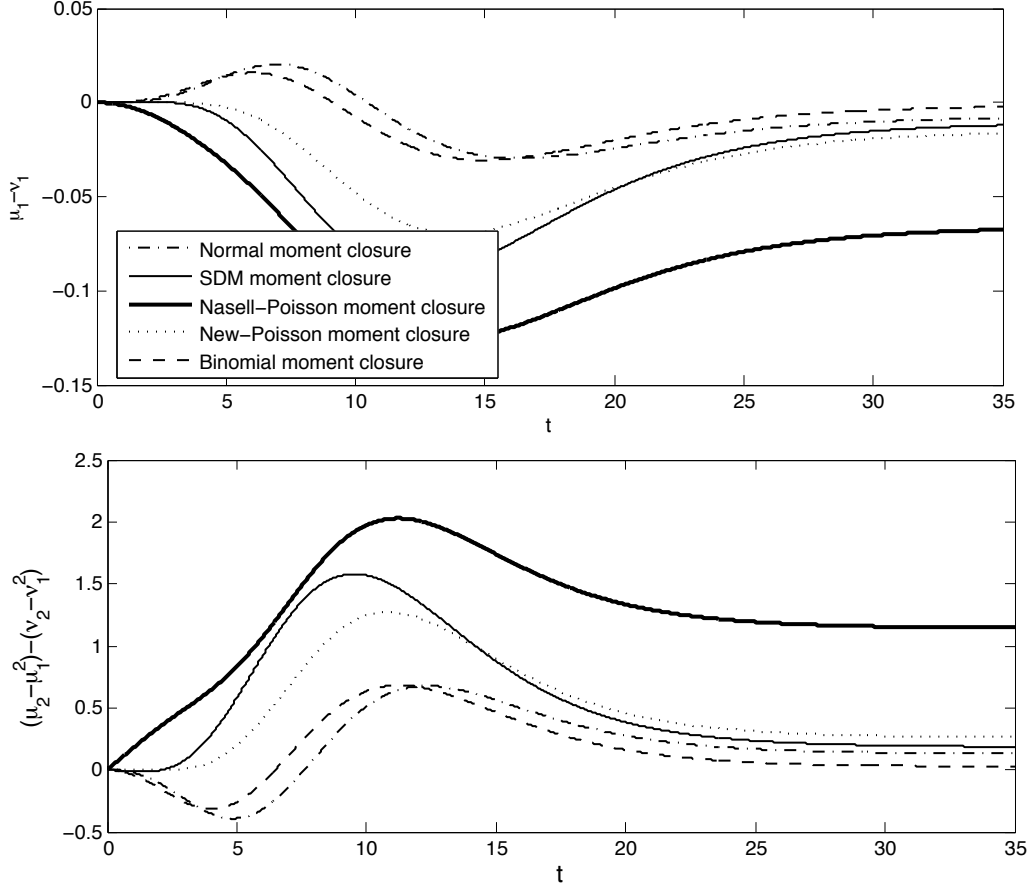 0.05
0
−0.05
−0.1
−0.15
μ₁−ν₁
Normal moment closure
SDM moment closure
Nasell−Poisson moment closure
New−Poisson moment closure
Binomial moment closure
0 5 10 15 20 25 30 35
t
2.5
2
1.5
1
0.5
0
−0.5
(μ₂−μ₁²)−(ν₂−ν₁²)
0 5 10 15 20 25 30 35
t